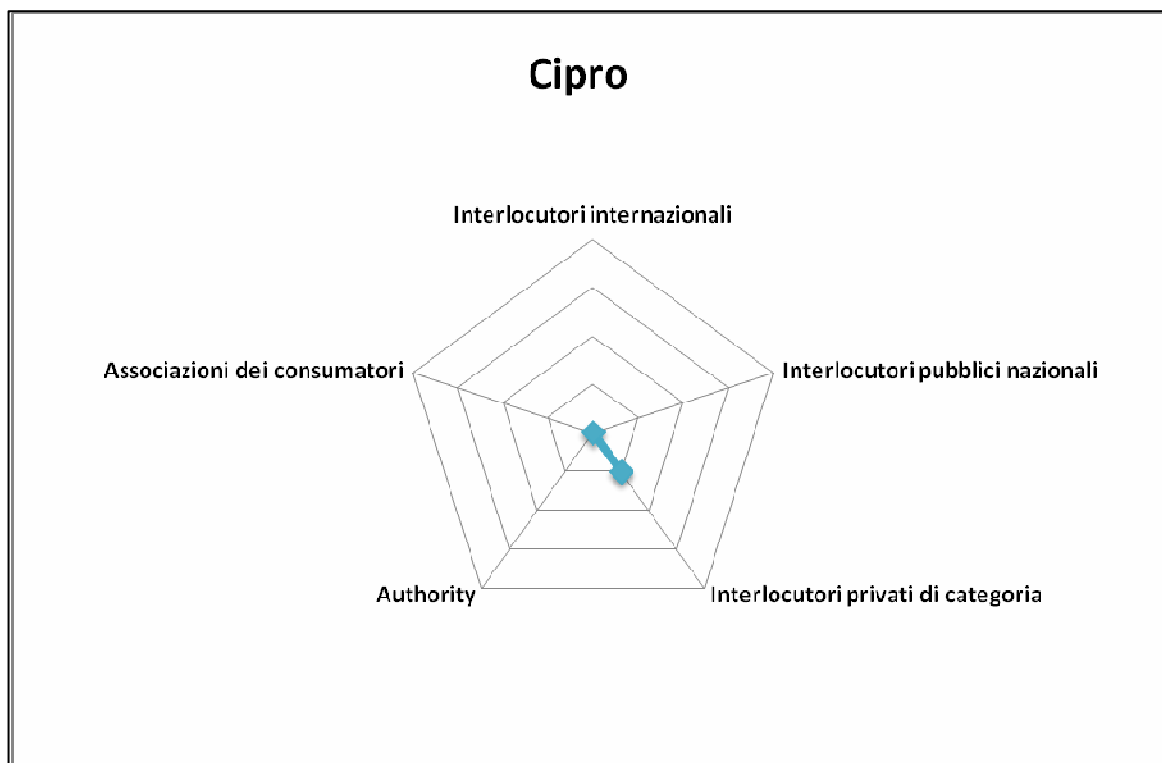 Cipro
Interlocutori internazionali
Associazioni dei consumatori
Interlocutori pubblici nazionali
Authority
Interlocutori privati di categoria